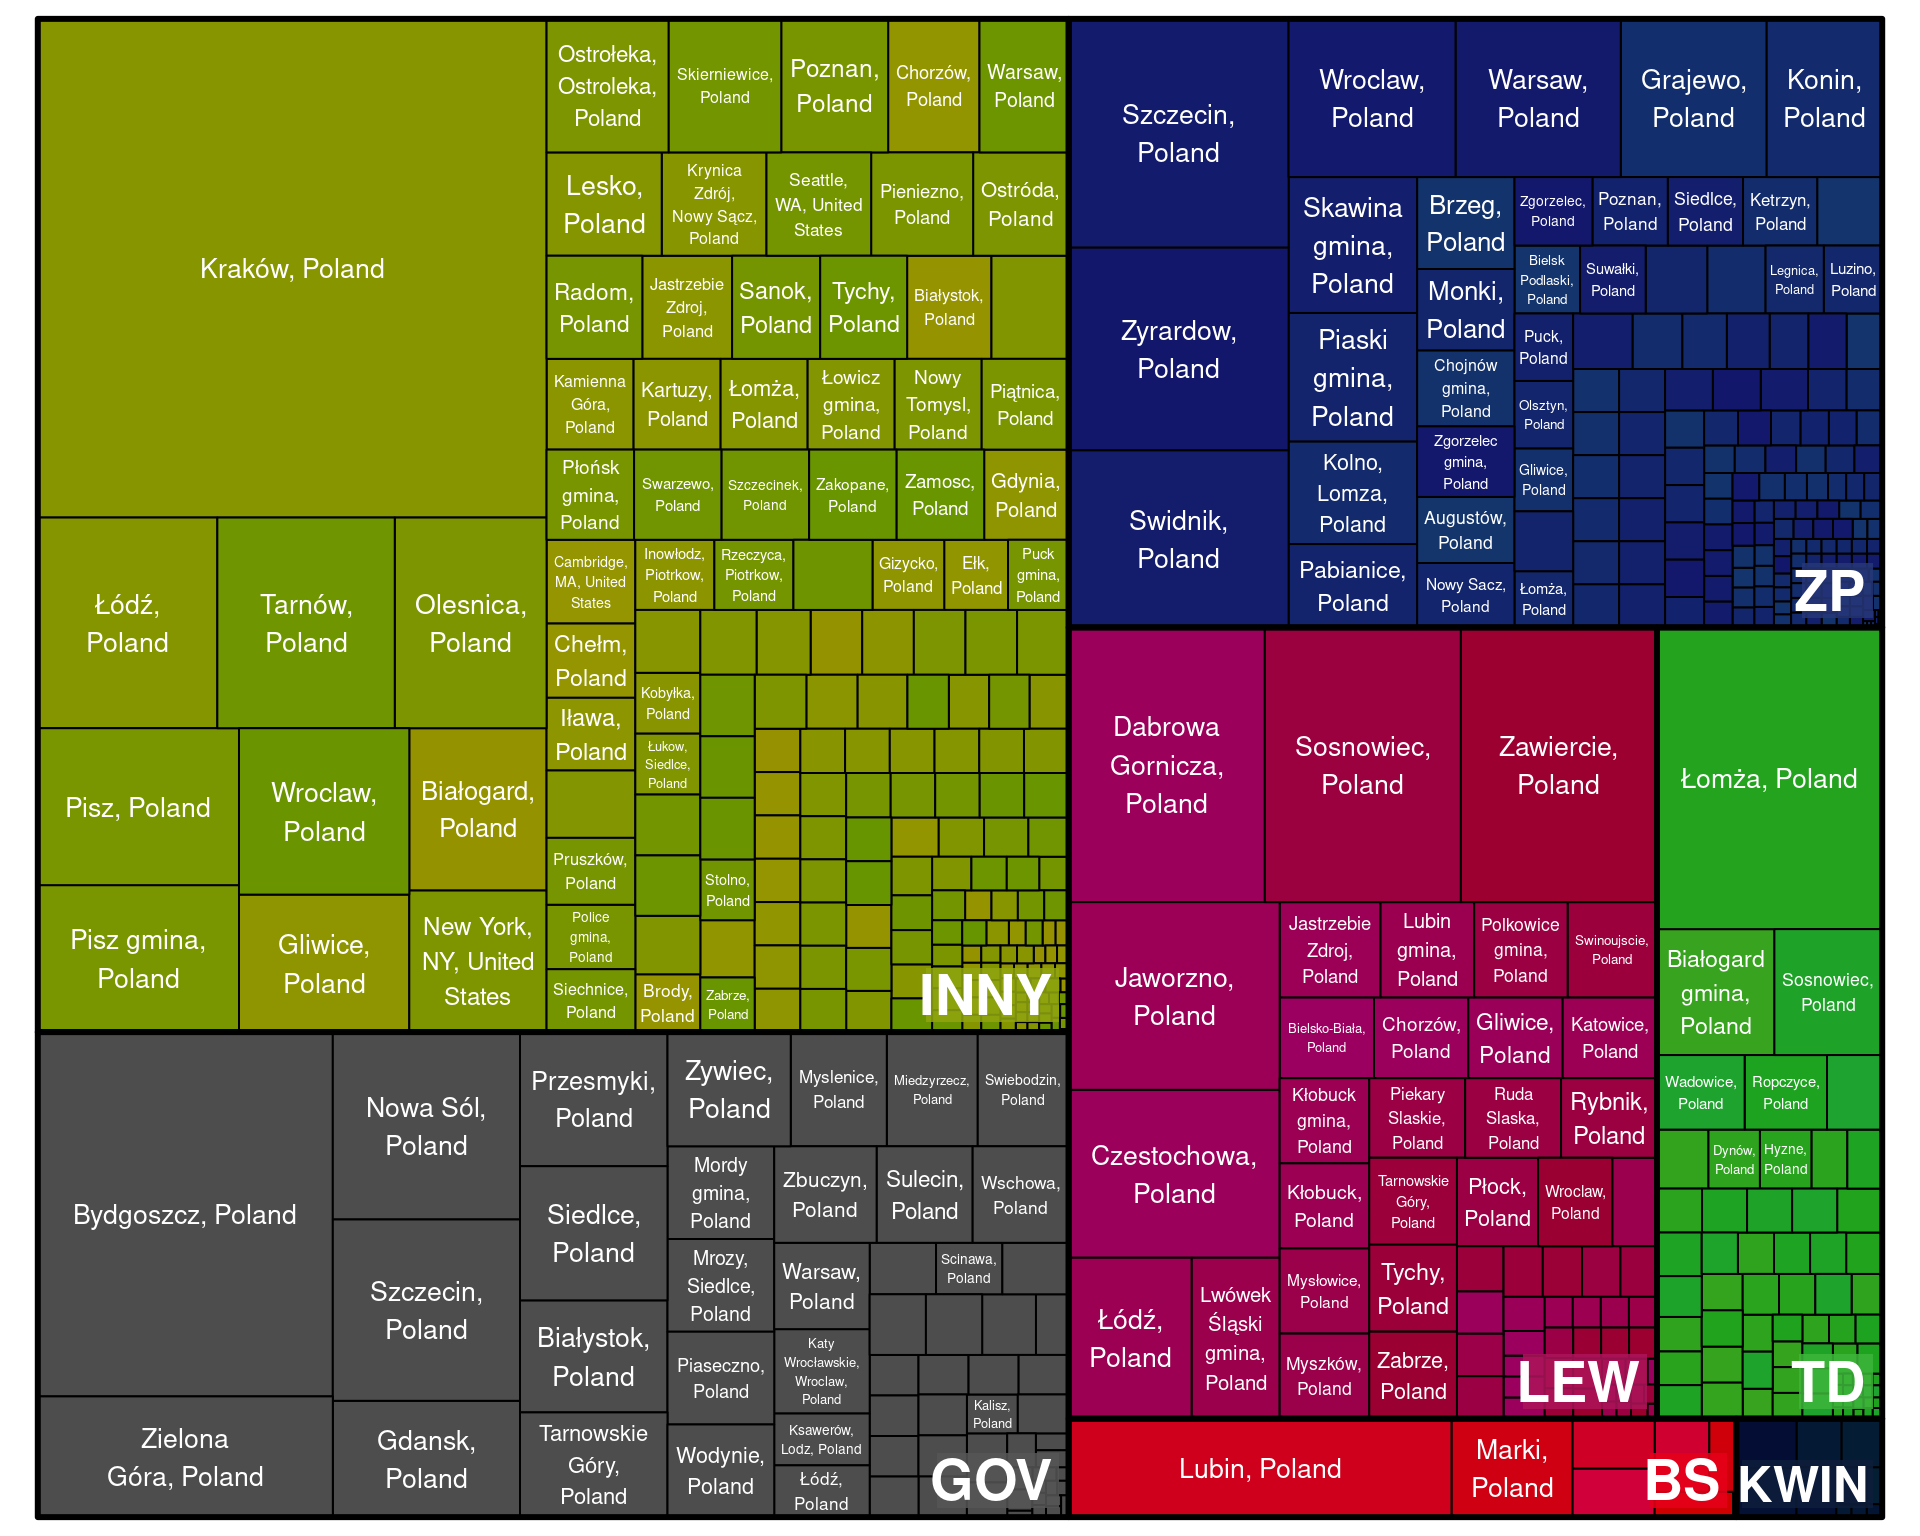 Kraków, Poland
Łódź,
Poland
Tarnów,
Poland
Olesnica,
Poland
Pisz, Poland
Wroclaw,
Poland
Białogard,
Poland
Pisz gmina,
Poland
Gliwice,
Poland
New York,
NY, United
States
Ostrołeka,
Ostroleka,
Poland
Skierniewice,
Poland
Poznan,
Poland
Chorzów,
Poland
Warsaw,
Poland
Lesko,
Poland
Krynica
Zdrój,
Nowy Sącz,
Poland
Seattle,
WA, United
States
Pieniezno,
Poland
Ostróda,
Poland
Radom,
Poland
Jastrzebie
Zdroj,
Poland
Sanok,
Poland
Tychy,
Poland
Białystok,
Poland
Kamienna
Góra,
Poland
Kartuzy,
Poland
Łomża,
Poland
Łowicz
gmina,
Poland
Nowy
Tomysl,
Poland
Piątnica,
Poland
Płońsk
gmina,
Poland
Swarzewo,
Poland
Szczecinek,
Poland
Zakopane,
Poland
Zamosc,
Poland
Gdynia,
Poland
Cambridge,
MA, United
States
Inowłodz,
Piotrkow,
Poland
Rzeczyca,
Piotrkow,
Poland
Gizycko,
Poland
Ełk,
Poland
Puck
gmina,
Poland
Chełm,
Poland
Kobyłka,
Poland
Iława,
Poland
Łukow,
Siedlce,
Poland
Pruszków,
Poland
Stolno,
Poland
Police
gmina,
Poland
Siechnice,
Poland
Brody,
Poland
Zabrze,
Poland
INNY
Szczecin,
Poland
Zyrardow,
Poland
Swidnik,
Poland
Wroclaw,
Poland
Warsaw,
Poland
Grajewo,
Poland
Konin,
Poland
Skawina
gmina,
Poland
Piaski
gmina,
Poland
Kolno,
Lomza,
Poland
Pabianice,
Poland
Brzeg,
Poland
Monki,
Poland
Chojnów
gmina,
Poland
Zgorzelec
gmina,
Poland
Augustów,
Poland
Nowy Sacz,
Poland
Zgorzelec,
Poland
Poznan,
Poland
Siedlce,
Poland
Ketrzyn,
Poland
Bielsk
Podlaski,
Poland
Suwałki,
Poland
Legnica,
Poland
Luzino,
Poland
Puck,
Poland
Olsztyn,
Poland
Gliwice,
Poland
Łomża,
Poland
ZP
Dabrowa
Gornicza,
Poland
Sosnowiec,
Poland
Zawiercie,
Poland
Jaworzno,
Poland
Czestochowa,
Poland
Łódź,
Poland
Lwówek
Śląski
gmina,
Poland
Jastrzebie
Zdroj,
Poland
Lubin
gmina,
Poland
Polkowice
gmina,
Poland
Swinoujscie,
Poland
Bielsko-Biała,
Poland
Chorzów,
Poland
Gliwice,
Poland
Katowice,
Poland
Kłobuck
gmina,
Poland
Piekary
Slaskie,
Poland
Ruda
Slaska,
Poland
Rybnik,
Poland
Kłobuck,
Poland
Tarnowskie
Góry,
Poland
Płock,
Poland
Wroclaw,
Poland
Mysłowice,
Poland
Tychy,
Poland
Myszków,
Poland
Zabrze,
Poland
LEW
Łomża, Poland
Białogard
gmina,
Poland
Sosnowiec,
Poland
Wadowice,
Poland
Ropczyce,
Poland
Dynów,
Poland
Hyzne,
Poland
TD
Bydgoszcz, Poland
Zielona
Góra, Poland
Nowa Sól,
Poland
Szczecin,
Poland
Gdansk,
Poland
Przesmyki,
Poland
Siedlce,
Poland
Białystok,
Poland
Tarnowskie
Góry,
Poland
Zywiec,
Poland
Myslenice,
Poland
Miedzyrzecz,
Poland
Swiebodzin,
Poland
Mordy
gmina,
Poland
Zbuczyn,
Poland
Sulecin,
Poland
Wschowa,
Poland
Mrozy,
Siedlce,
Poland
Warsaw,
Poland
Scinawa,
Poland
Piaseczno,
Poland
Katy
Wrocławskie,
Wroclaw,
Poland
Kalisz,
Poland
Wodynie,
Poland
Ksawerów,
Lodz, Poland
Łódź,
Poland
GOV
Lubin, Poland
Marki,
Poland
BS
KWIN